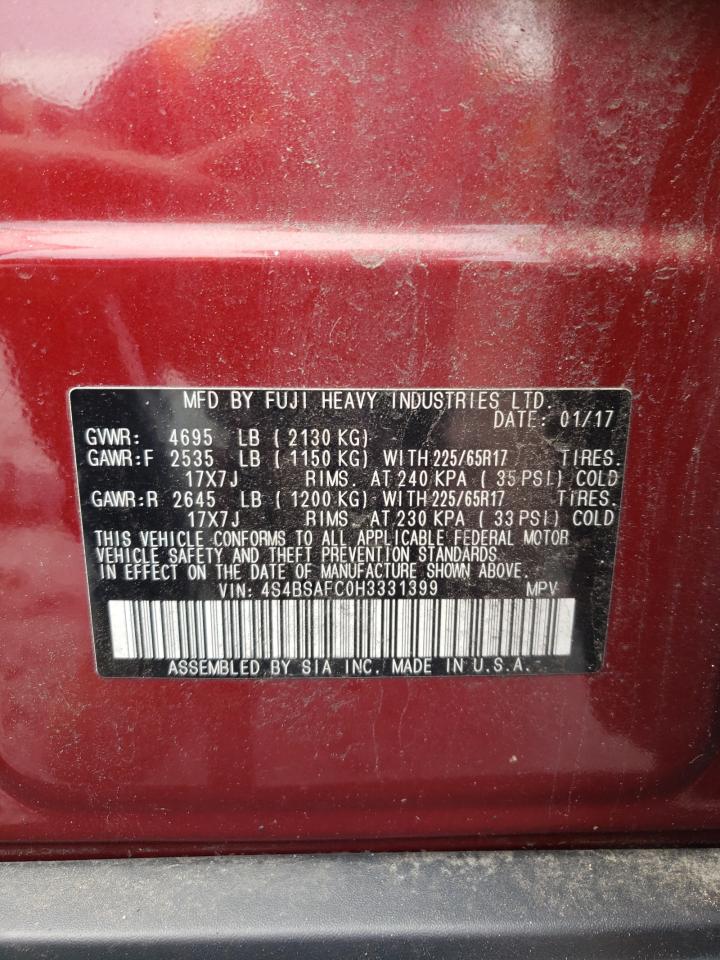 MFD BY FUJI HEAVY INDUSTRIES LTD.
DATE: 01/17
GVWR: 4695 LB ( 2130 KG)
GAWR:F 2535 LB ( 1150 KG) WITH 225/65R17 TIRES.
17X7J RIMS. AT 240 KPA ( 35 PSI) COLD
GAWR:R 2645 LB ( 1200 KG) WITH 225/65R17 TIRES.
17X7J RIMS. AT 230 KPA ( 33 PSI) COLD
THIS VEHICLE CONFORMS TO ALL APPLICABLE FEDERAL MOTOR
VEHICLE SAFETY AND THEFT PREVENTION STANDARDS
IN EFFECT ON THE DATE OF MANUFACTURE SHOWN ABOVE.
VIN: 4S4BSAFC0H3331399 MPV
ASSEMBLED BY SIA INC. MADE IN U.S.A.